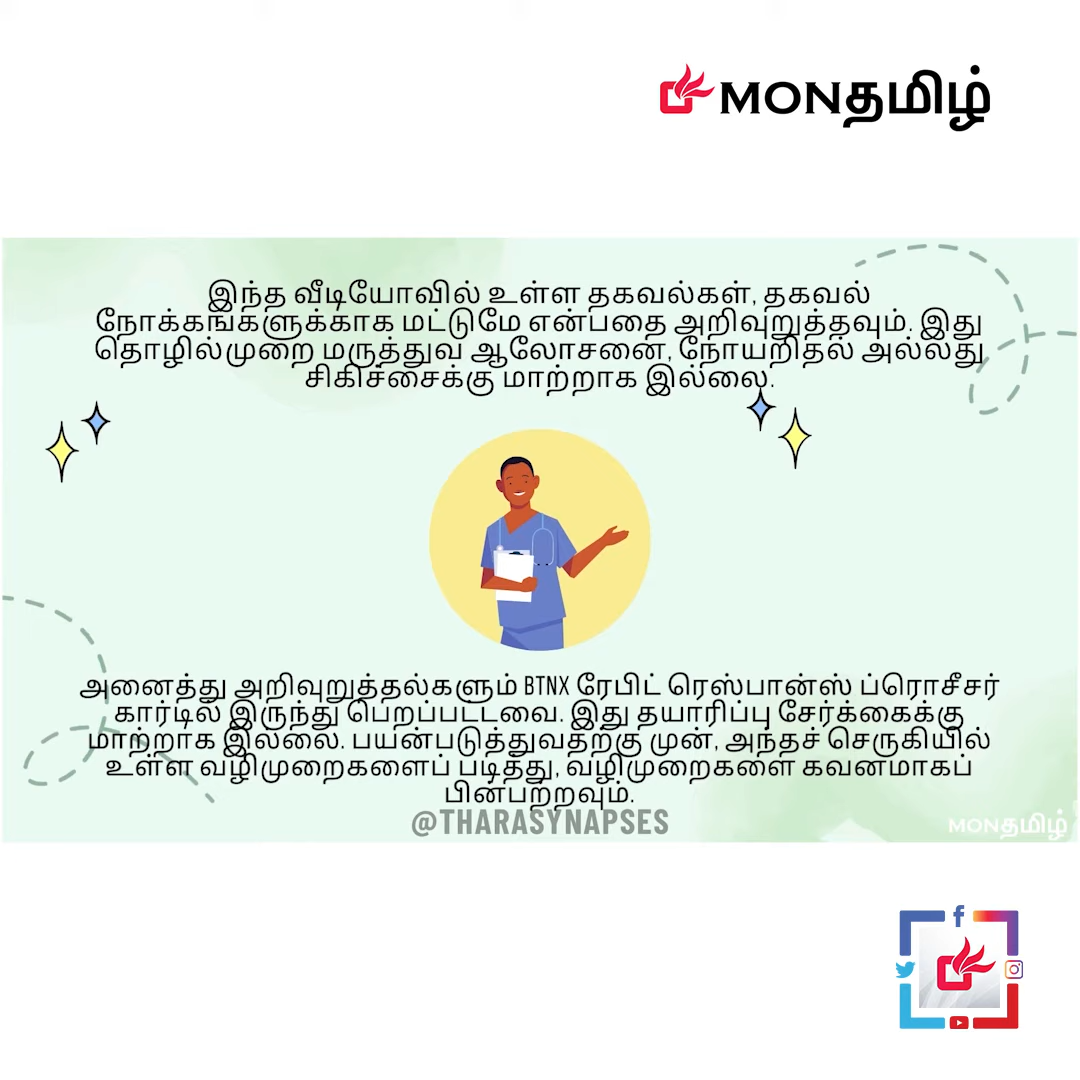 MONதமிழ்
இந்த வீடியோவில் உள்ள தகவல்கள், தகவல்
நோக்கங்களுக்காக மட்டுமே என்பதை அறிவுறுத்தவும். இது
தொழில்முறை மருத்துவ ஆலோசனை, நோயறிதல் அல்லது
சிகிச்சைக்கு மாற்றாக இல்லை.
அனைத்து அறிவுறுத்தல்களும் BTNX ரேபிட் ரெஸ்பான்ஸ் ப்ரொசீசர்
கார்டில் இருந்து பெறப்பட்டவை. இது தயாரிப்பு சேர்க்கைக்கு
மாற்றாக இல்லை. பயன்படுத்துவதற்கு முன், அந்தச் செருகியில்
உள்ள வழிமுறைகளைப் படித்து, வழிமுறைகளை கவனமாகப்
பின்பற்றவும்.
@THARASYNAPSES
MONதமிழ்